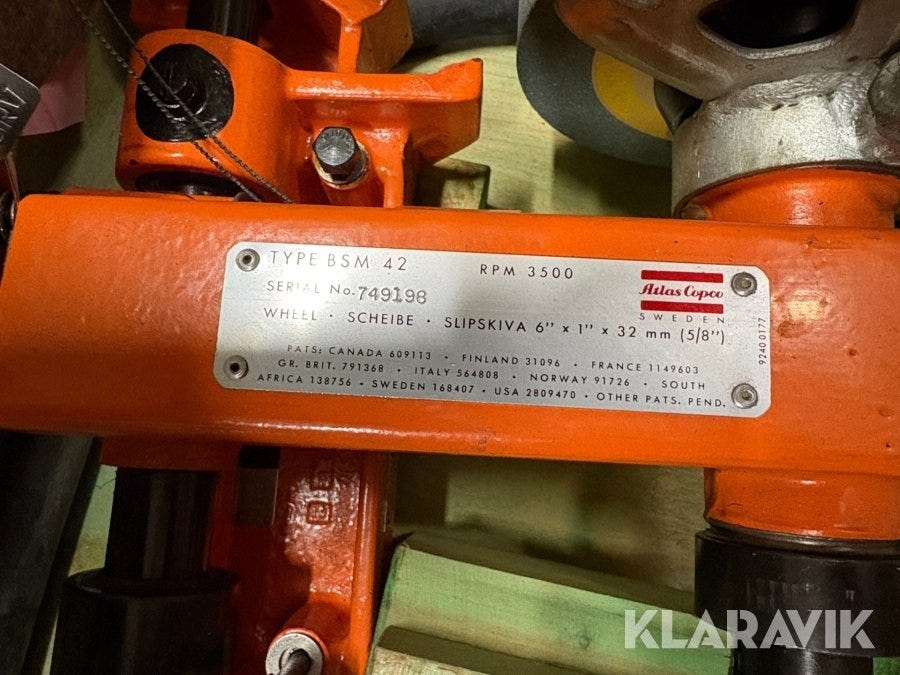 TYPE BSM 42 RPM 3500
SERIAL No. 749198
Atlas Copco
SWEDEN
WHEEL · SCHEIBE · SLIPSKIVA 6" x 1" x 32 mm (5/8")
PATS: CANADA 609113 · FINLAND 31096 · FRANCE 1149603
GR. BRIT. 791368 · ITALY 564808 · NORWAY 91726 · SOUTH
AFRICA 138756 · SWEDEN 168407 · USA 2809470 · OTHER PATS. PEND.
9240 0177
KLARAVIK